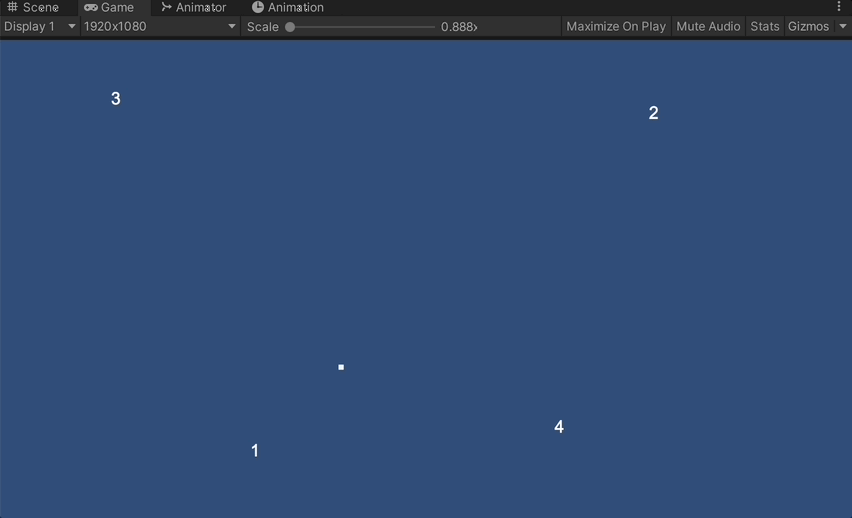 Scene Game Animator Animation
Display 1 1920x1080 Scale 0.888x Maximize On Play Mute Audio Stats Gizmos
3
2
1
4